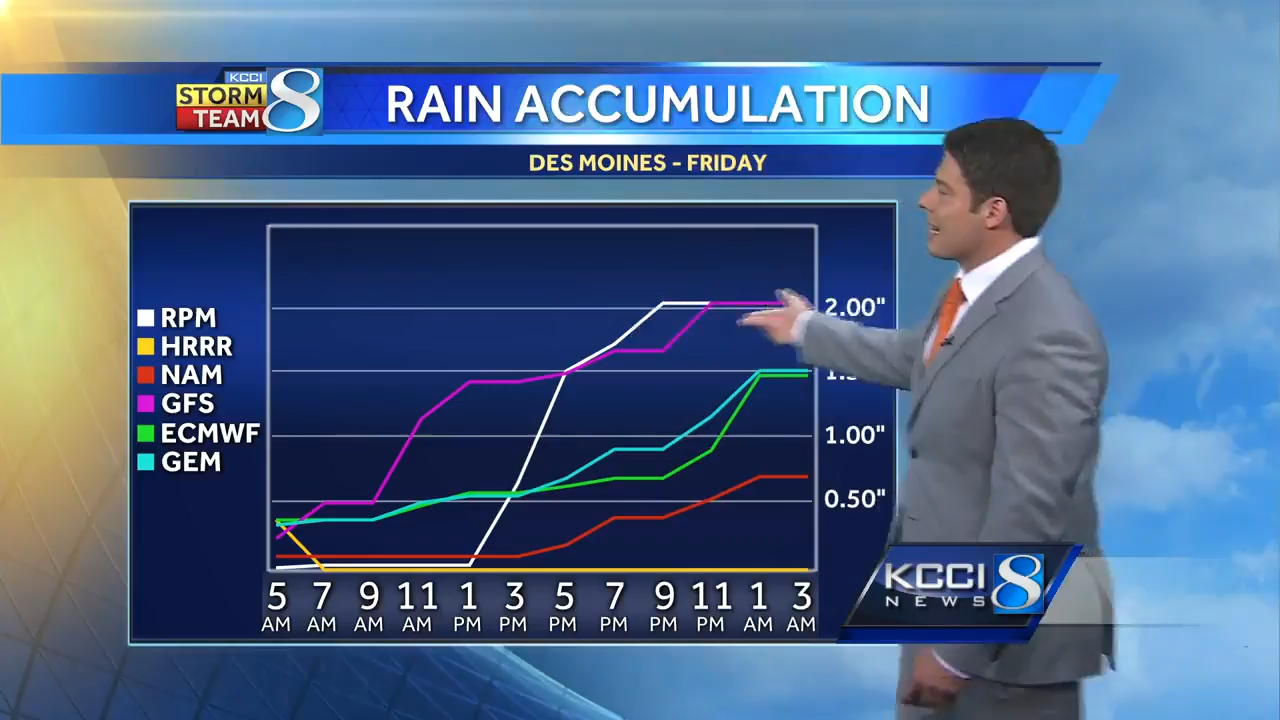 KCCI
STORM
TEAM 8
RAIN ACCUMULATION
DES MOINES - FRIDAY
RPM
HRRR
NAM
GFS
ECMWF
GEM
2.00"
1.00"
0.50"
5 7 9 11 1 3 5 7 9 11 1 3
AM AM AM AM PM PM PM PM PM PM AM AM
KCCI 8
NEWS